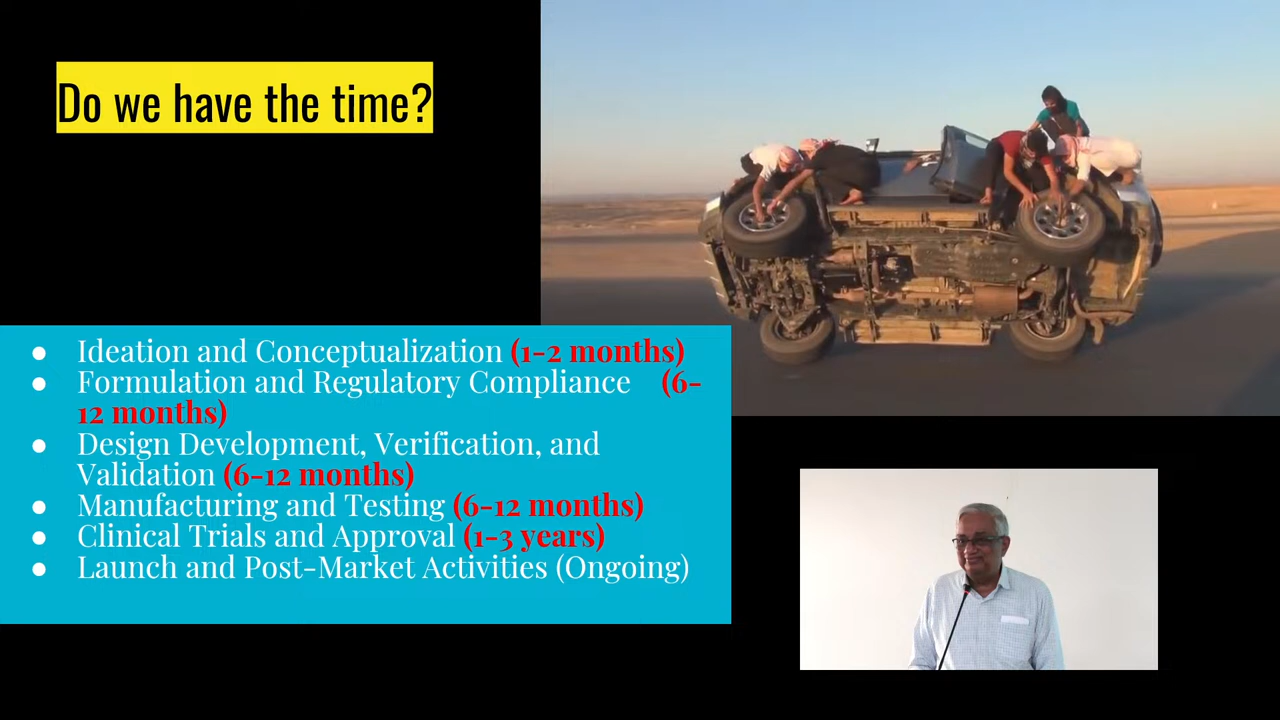 Do we have the time?
● Ideation and Conceptualization (1-2 months)
● Formulation and Regulatory Compliance (6-
12 months)
● Design Development, Verification, and
Validation (6-12 months)
● Manufacturing and Testing (6-12 months)
● Clinical Trials and Approval (1-3 years)
● Launch and Post-Market Activities (Ongoing)